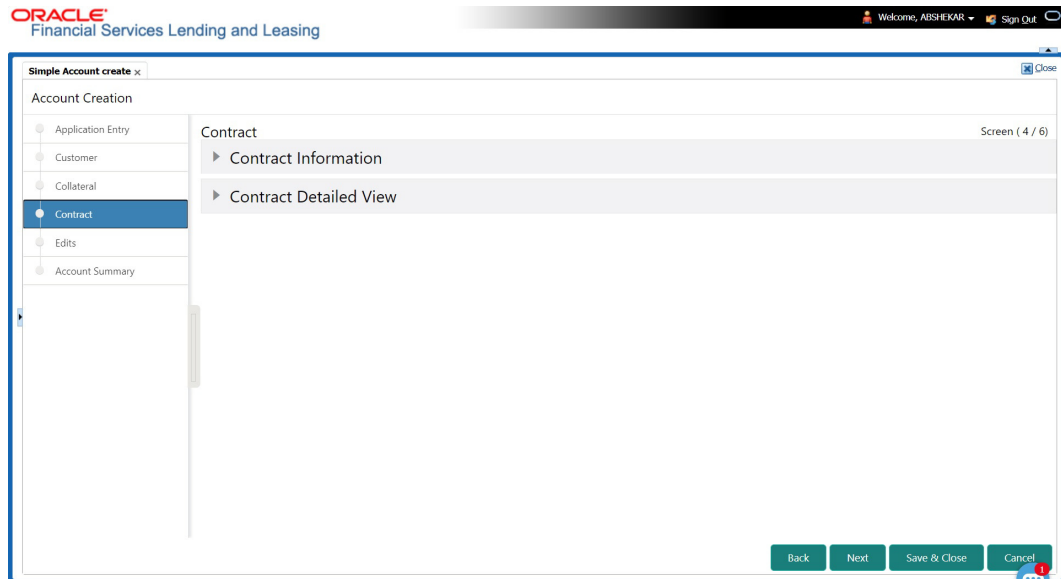 ORACLE
Financial Services Lending and Leasing
Welcome, ABSHEKAR
Sign Out
Simple Account create x
Close
Account Creation
Application Entry
Customer
Collateral
Contract
Edits
Account Summary
Contract
Screen ( 4 / 6)
Contract Information
Contract Detailed View
Back
Next
Save & Close
Cancel
1